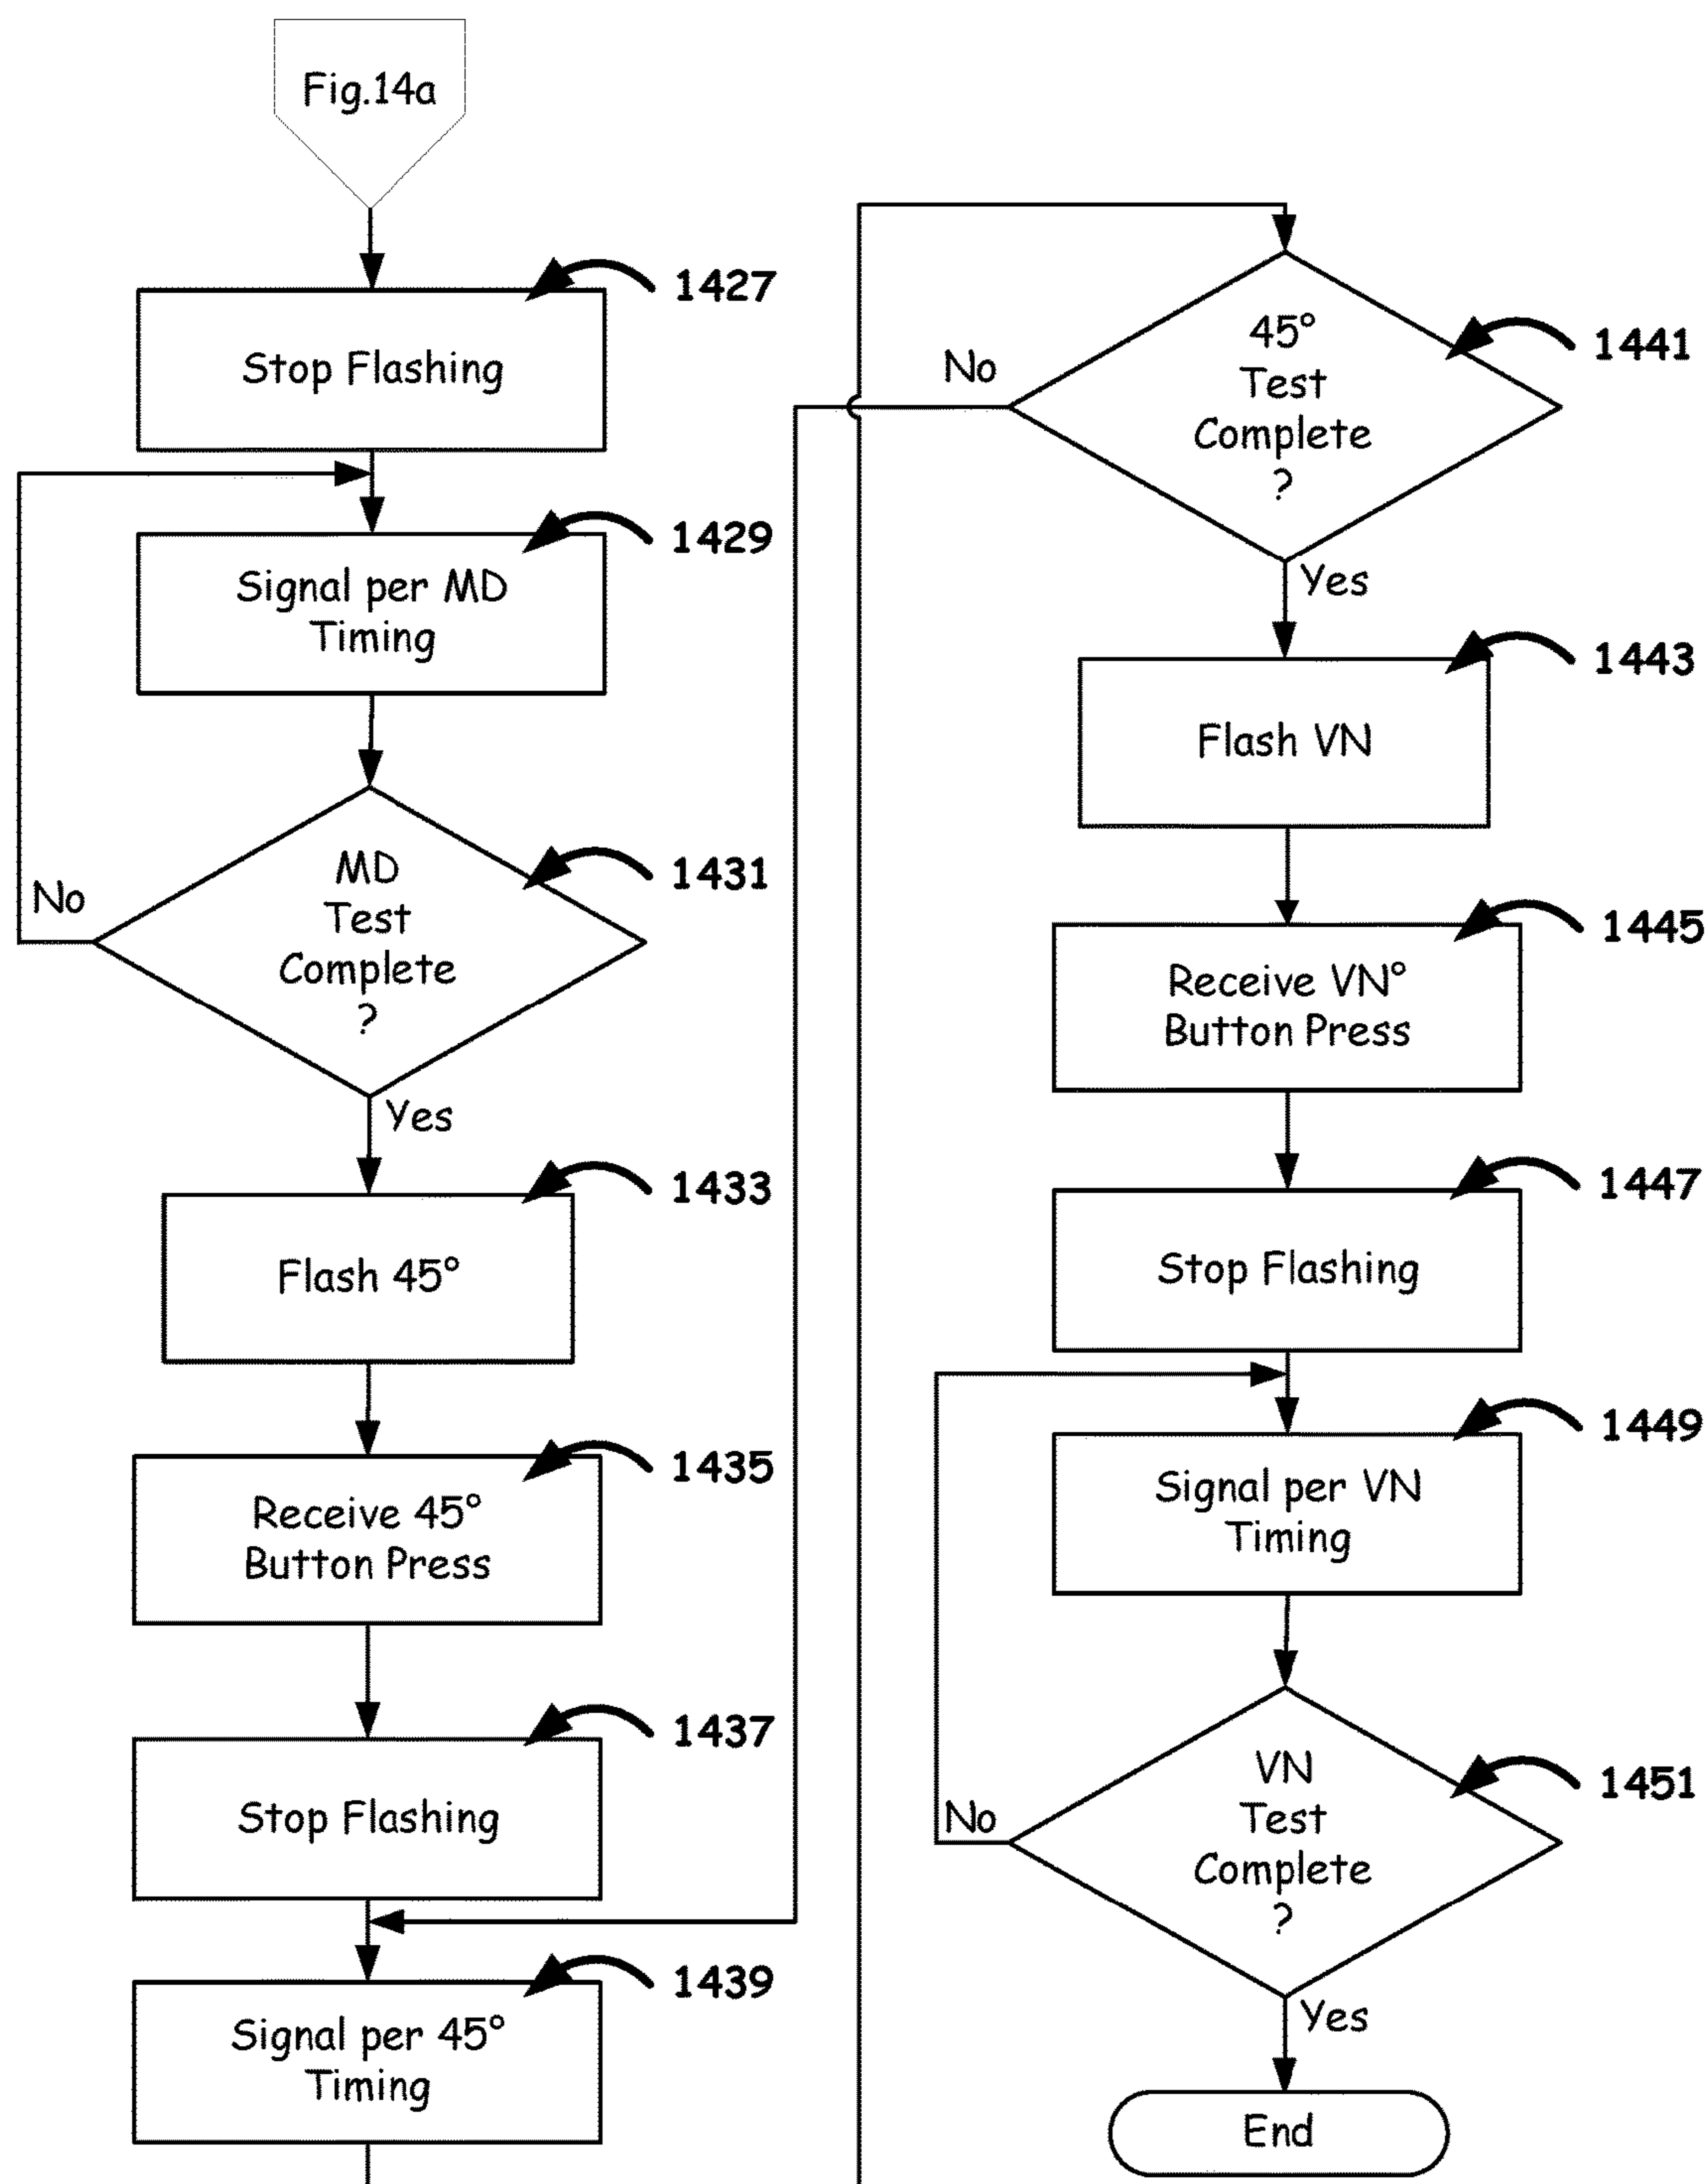 Fig.14a
1427
Stop Flashing
1429
Signal per MD
Timing
1431
MD
Test
Complete
?
No
Yes
1433
Flash 45°
1435
Receive 45°
Button Press
1437
Stop Flashing
1439
Signal per 45°
Timing
1441
45°
Test
Complete
?
No
Yes
1443
Flash VN
1445
Receive VN°
Button Press
1447
Stop Flashing
1449
Signal per VN
Timing
1451
VN
Test
Complete
?
No
Yes
End